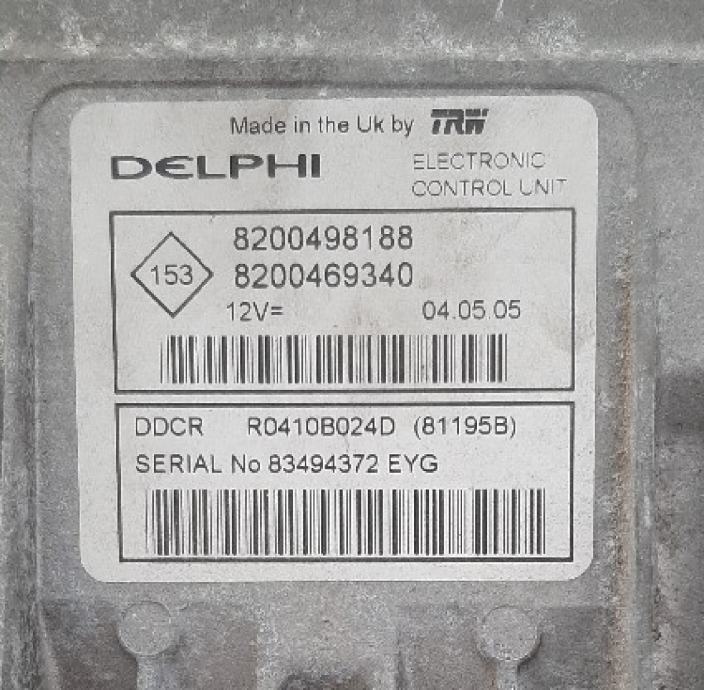 Made in the Uk by TRW
DELPHI ELECTRONIC
CONTROL UNIT
8200498188
153 8200469340
12V= 04.05.05
DDCR R0410B024D (81195B)
SERIAL No 83494372 EYG